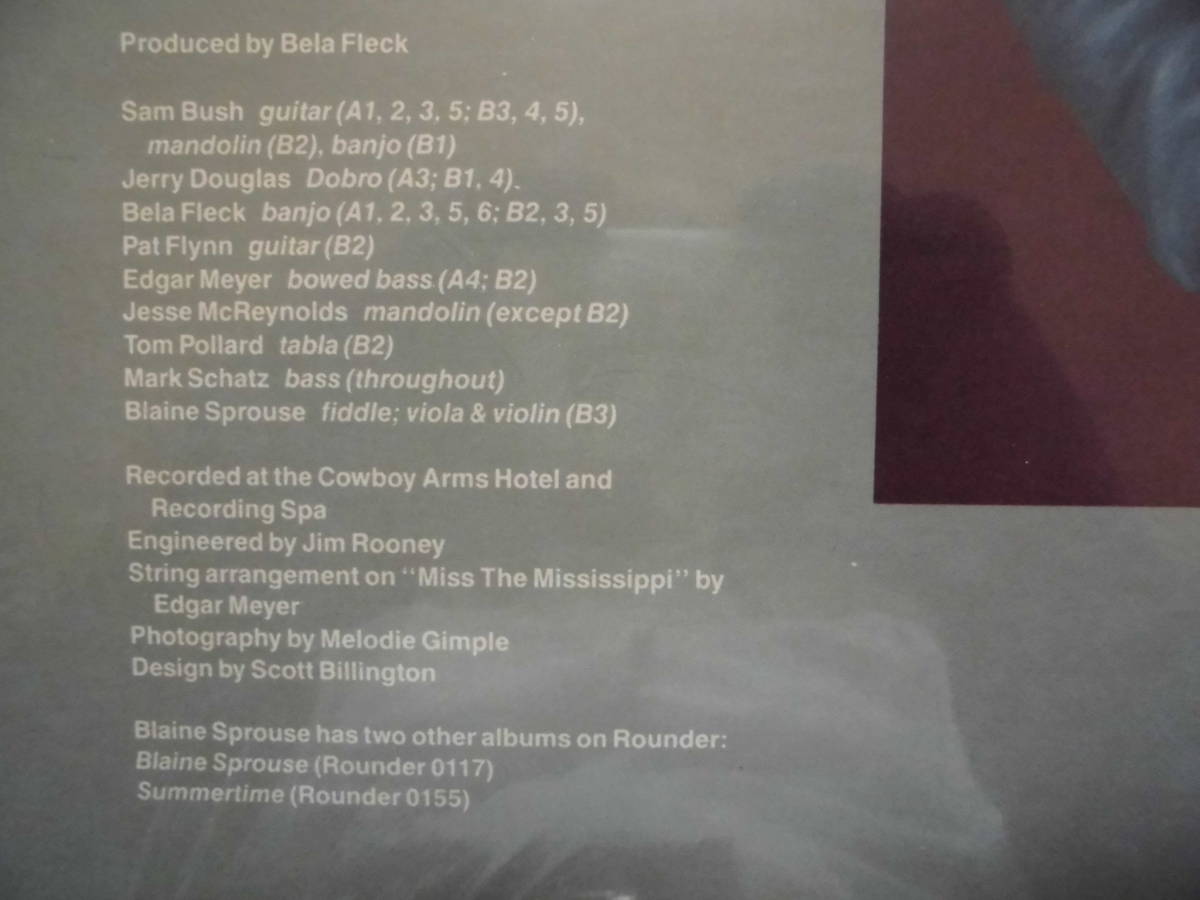 Produced by Bela Fleck
Sam Bush guitar (A1, 2, 3, 5; B3, 4, 5),
mandolin (B2), banjo (B1)
Jerry Douglas Dobro (A3; B1, 4).
Bela Fleck banjo (A1, 2, 3, 5, 6; B2, 3, 5)
Pat Flynn guitar (B2)
Edgar Meyer bowed bass (A4; B2)
Jesse McReynolds mandolin (except B2)
Tom Pollard tabla (B2)
Mark Schatz bass (throughout)
Blaine Sprouse fiddle; viola & violin (B3)
Recorded at the Cowboy Arms Hotel and
Recording Spa
Engineered by Jim Rooney
String arrangement on "Miss The Mississippi" by
Edgar Meyer
Photography by Melodie Gimple
Design by Scott Billington
Blaine Sprouse has two other albums on Rounder:
Blaine Sprouse (Rounder 0117)
Summertime (Rounder 0155)